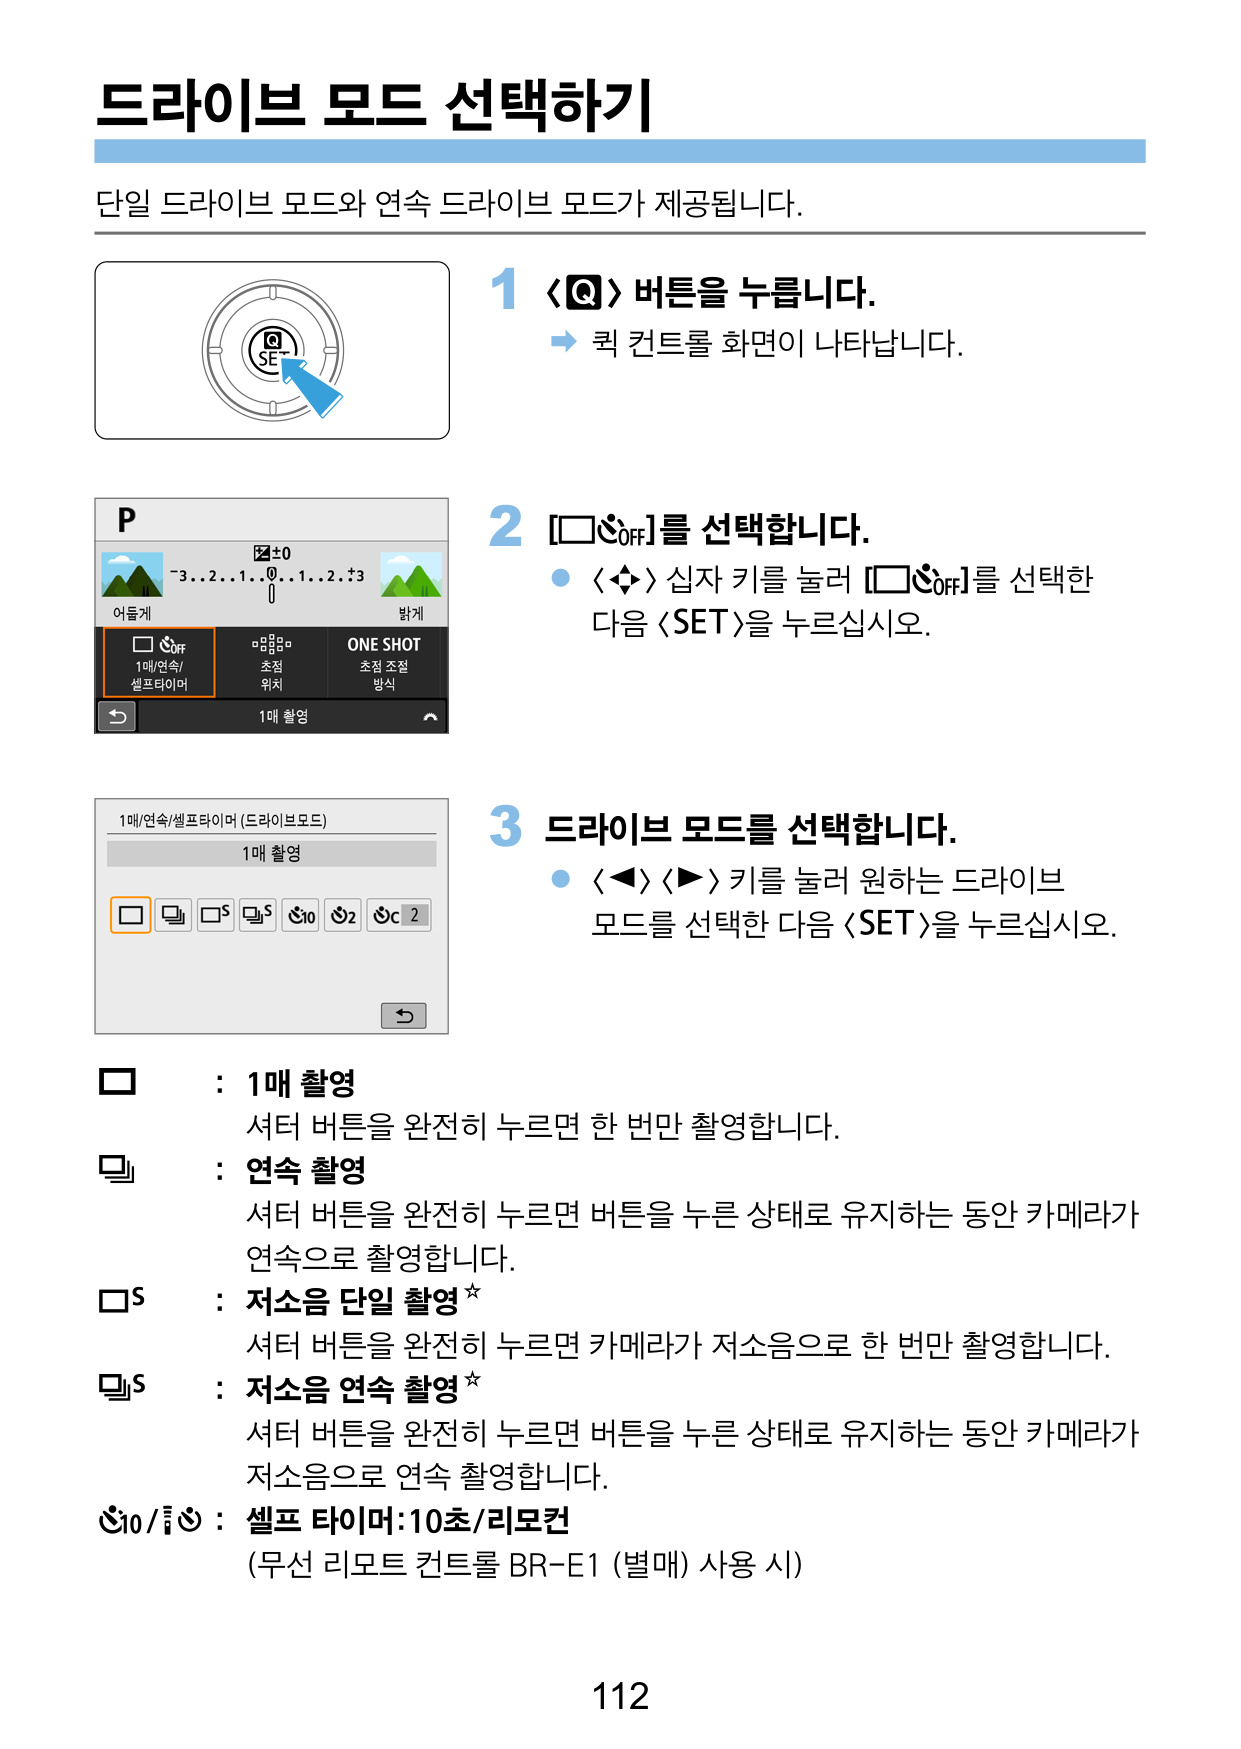 드라이브 모드 선택하기
단일 드라이브 모드와 연속 드라이브 모드가 제공됩니다.
Q
SET
1 〈Q〉 버튼을 누릅니다.
➡ 퀵 컨트롤 화면이 나타납니다.
P
±0
-3..2..1..0..1..2.+3
어둡게
밝게
OFF
1매/연속/
셀프타이머
초점
위치
ONE SHOT
초점 조절
방식
1매 촬영
2 [□OFF]를 선택합니다.
● 〈✥〉 십자 키를 눌러 [□OFF]를 선택한
다음 〈SET〉을 누르십시오.
1매/연속/셀프타이머 (드라이브모드)
1매 촬영
S S 10 2 C 2
3 드라이브 모드를 선택합니다.
● 〈◀〉〈▶〉 키를 눌러 원하는 드라이브
모드를 선택한 다음 〈SET〉을 누르십시오.
□ : 1매 촬영
셔터 버튼을 완전히 누르면 한 번만 촬영합니다.
: 연속 촬영
셔터 버튼을 완전히 누르면 버튼을 누른 상태로 유지하는 동안 카메라가
연속으로 촬영합니다.
□S : 저소음 단일 촬영☆
셔터 버튼을 완전히 누르면 카메라가 저소음으로 한 번만 촬영합니다.
S : 저소음 연속 촬영☆
셔터 버튼을 완전히 누르면 버튼을 누른 상태로 유지하는 동안 카메라가
저소음으로 연속 촬영합니다.
10/ : 셀프 타이머:10초/리모컨
(무선 리모트 컨트롤 BR-E1 (별매) 사용 시)
112